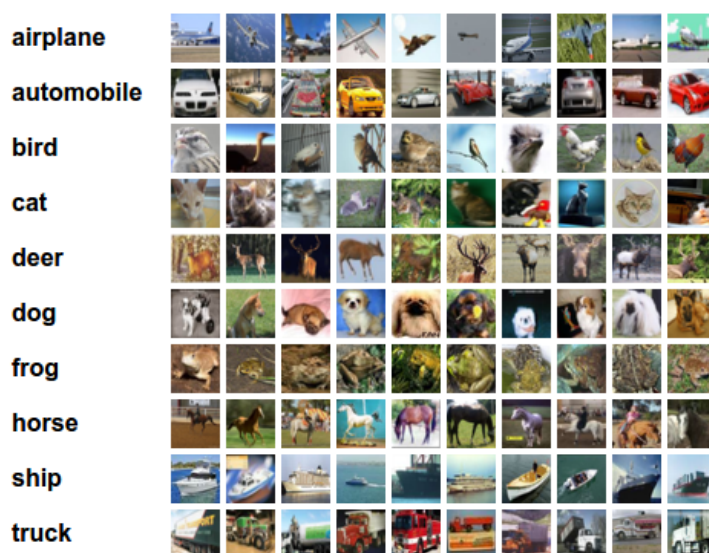 airplane
automobile
bird
cat
deer
dog
frog
horse
ship
truck